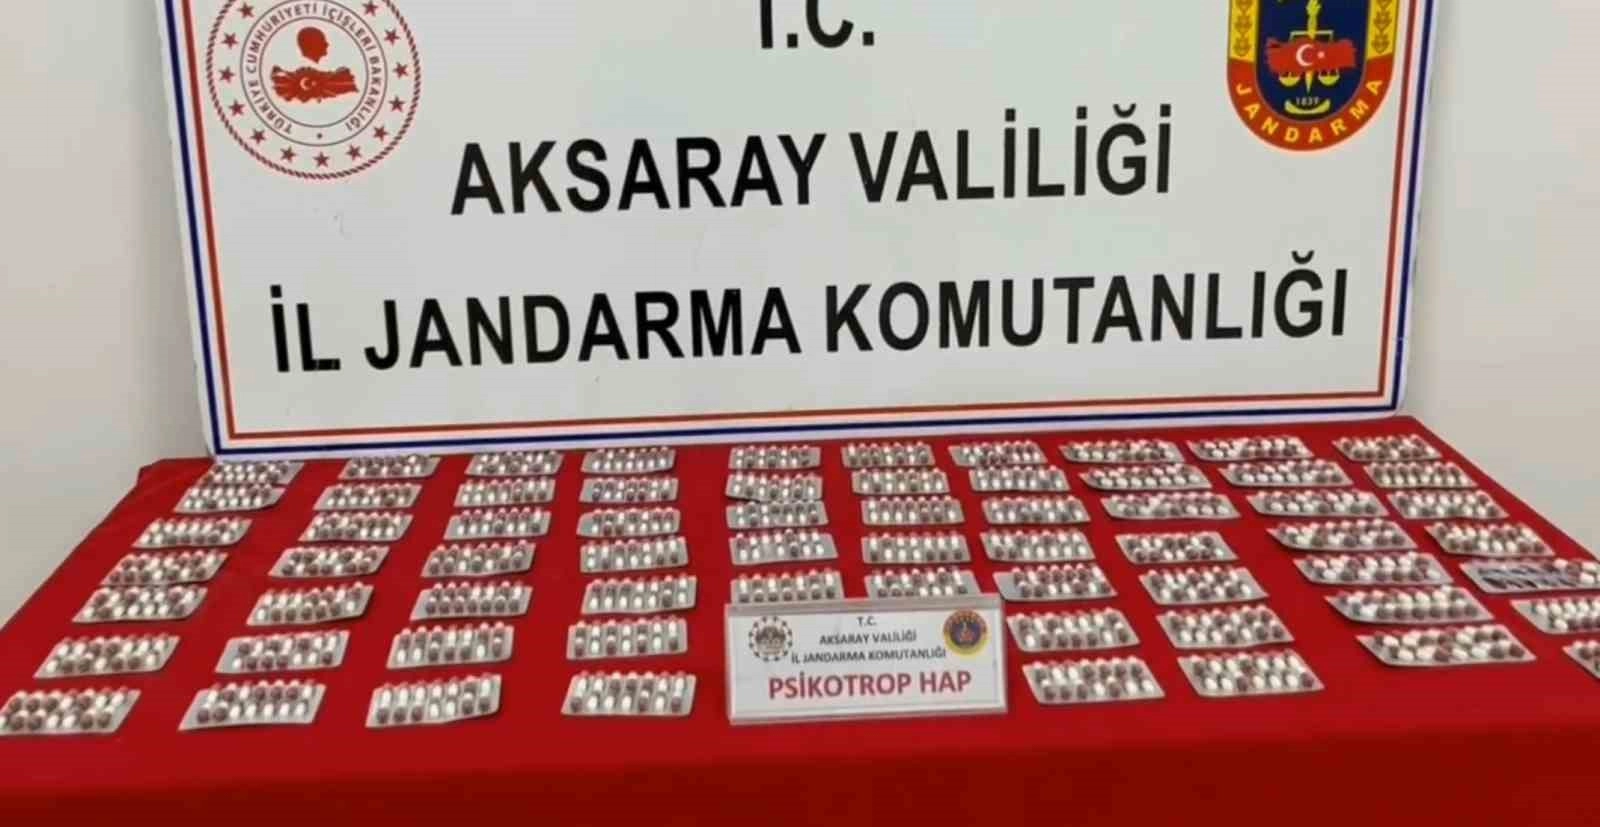 T.C.
TÜRKİYE CUMHURİYETİ İÇİŞLERİ BAKANLIĞI
JANDARMA
1839
AKSARAY VALİLİĞİ
İL JANDARMA KOMUTANLIĞI
T.C.
AKSARAY VALİLİĞİ
İL JANDARMA KOMUTANLIĞI
PSİKOTROP HAP